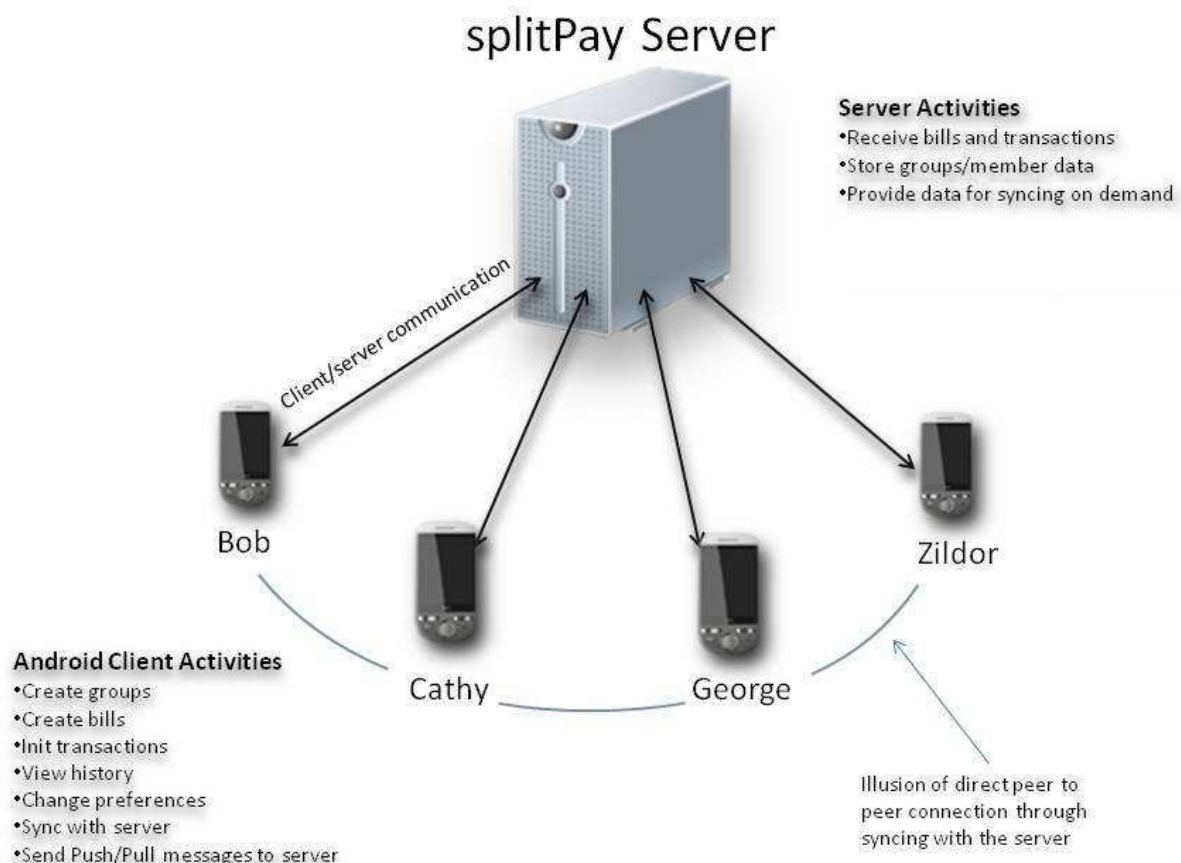 splitPay Server
Server Activities
•Receive bills and transactions
•Store groups/member data
•Provide data for syncing on demand
Client/server communication
Bob
Cathy
George
Zildor
Android Client Activities
•Create groups
•Create bills
•Init transactions
•View history
•Change preferences
•Sync with server
•Send Push/Pull messages to server
Illusion of direct peer to
peer connection through
syncing with the server